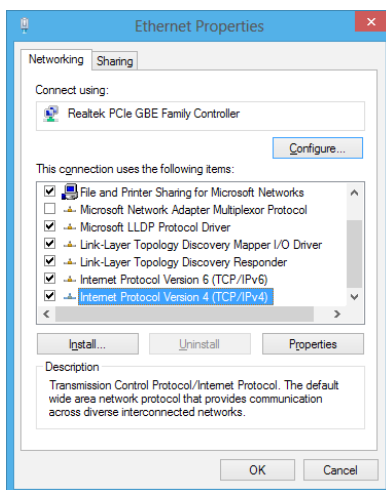 Ethernet Properties
Networking
Sharing
Connect using:
Realtek PCIe GBE Family Controller
Configure...
This connection uses the following items:
File and Printer Sharing for Microsoft Networks
Microsoft Network Adapter Multiplexor Protocol
Microsoft LLDP Protocol Driver
Link-Layer Topology Discovery Mapper I/O Driver
Link-Layer Topology Discovery Responder
Internet Protocol Version 6 (TCP/IPv6)
Internet Protocol Version 4 (TCP/IPv4)
Install...
Uninstall
Properties
Description
Transmission Control Protocol/Internet Protocol. The default
wide area network protocol that provides communication
across diverse interconnected networks.
OK
Cancel